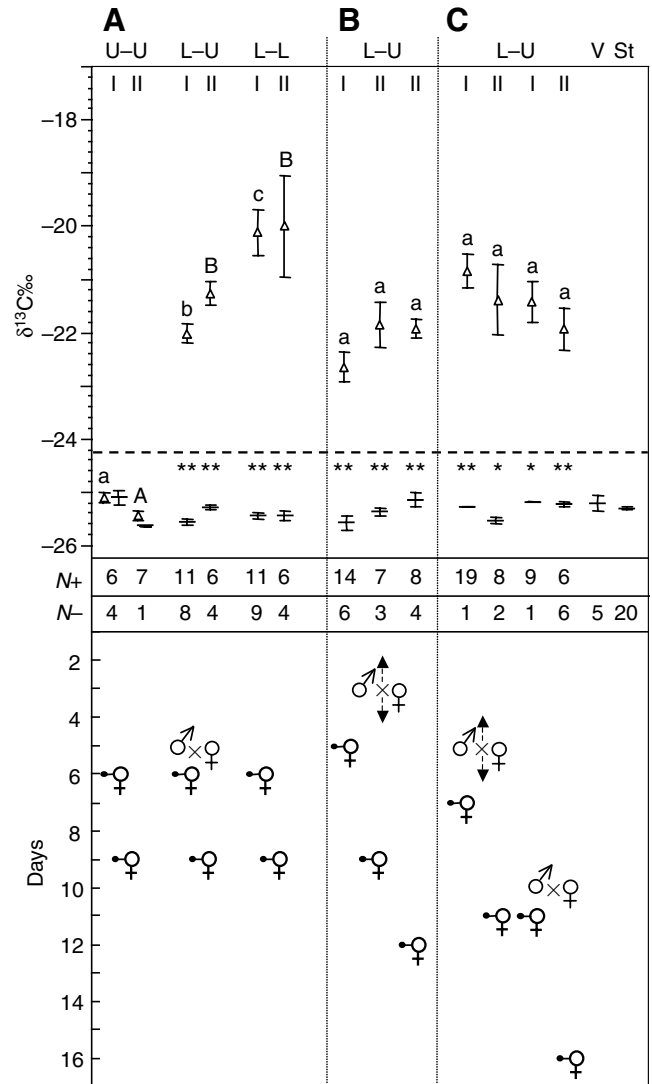 A B C
U–U L–U L–L L–U L–U V St
I II I II I II I II II I II I II
–18
B
c
–20
B a a a
b a a a
–22 a
δ¹³C‰
–24
** ** ** ** ** ** ** ** * * **
a A
–26
N+ 6 7 11 6 11 6 14 7 8 19 8 9 6
N– 4 1 8 4 9 4 6 3 4 1 2 1 6 5 20
2
4
♂×♀ ♂×♀ ♂×♀
6
8
Days
10
♂×♀
12
14
16